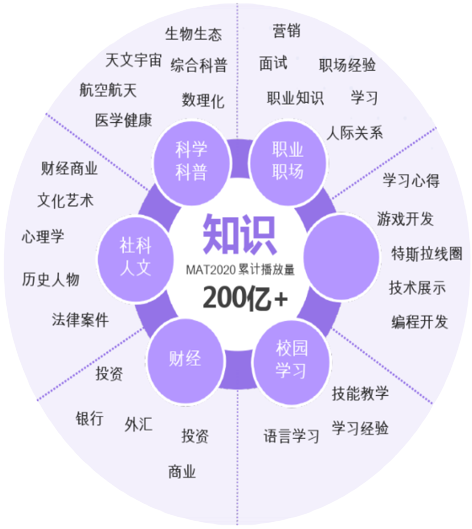 生物生态
天文宇宙
综合科普
航空航天
数理化
医学健康
营销
面试
职场经验
职业知识
学习
人际关系
科学
科普
职业
职场
财经商业
文化艺术
心理学
历史人物
法律案件
社科
人文
知识
MAT2020 累计播放量
200亿+
学习心得
游戏开发
特斯拉线圈
技术展示
编程开发
财经
校园
学习
投资
银行
外汇
投资
商业
技能教学
语言学习
学习经验